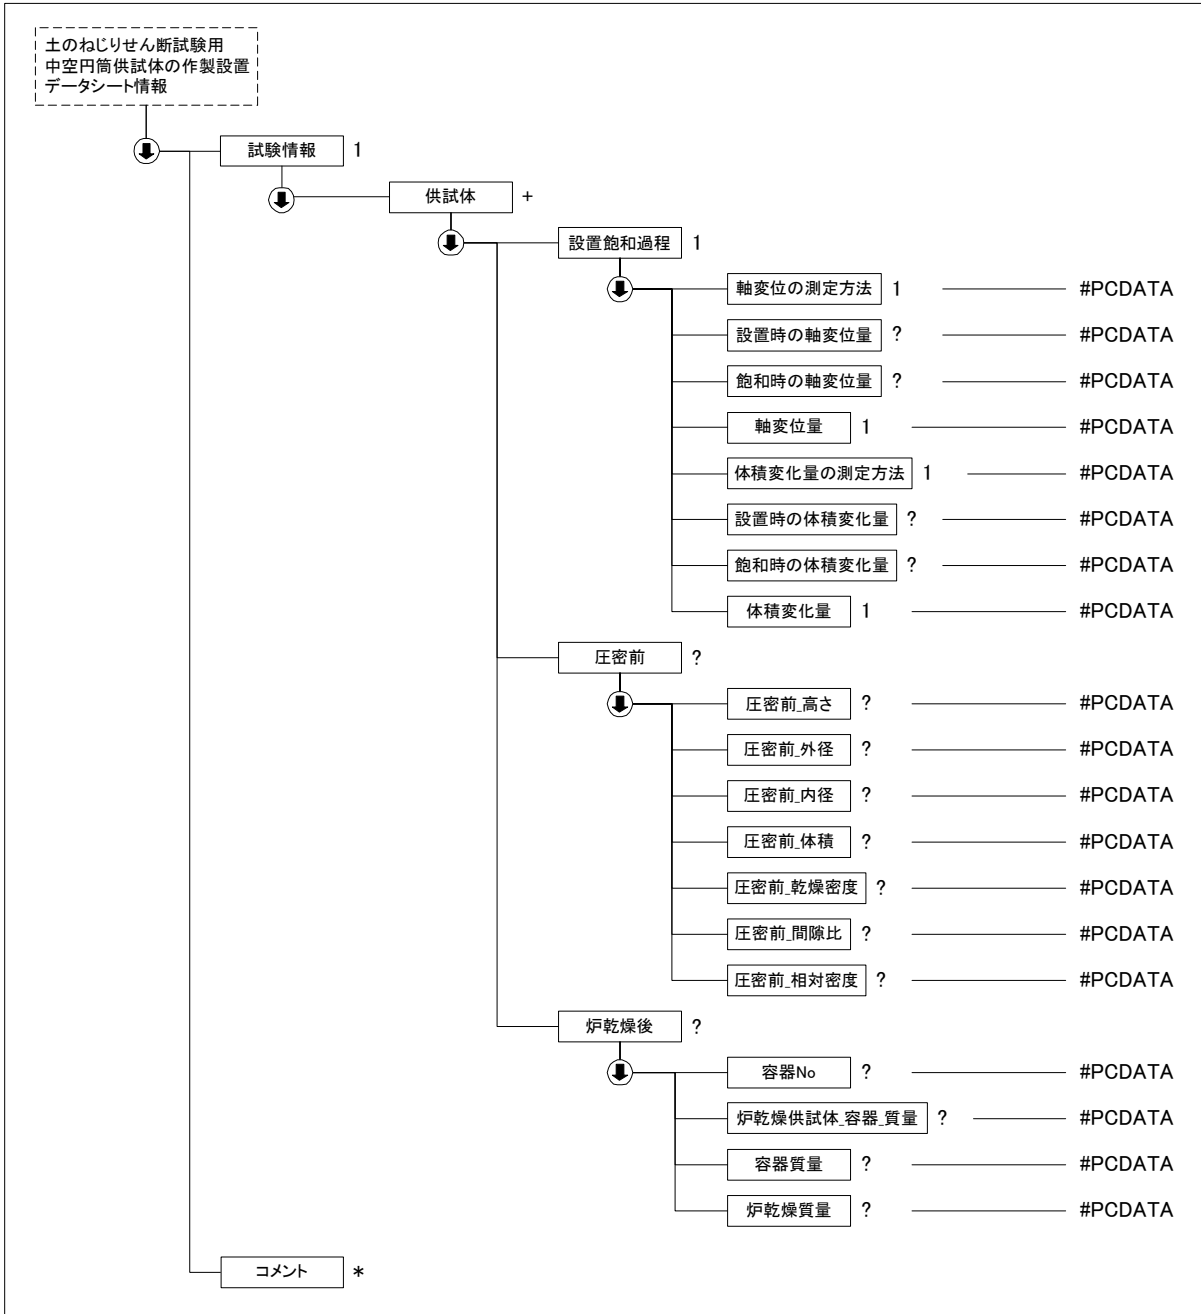 土のねじりせん断試験用
中空円筒供試体の作製設置
データシート情報
試験情報 1
供試体 +
設置飽和過程 1
軸変位の測定方法 1 #PCDATA
設置時の軸変位量 ? #PCDATA
飽和時の軸変位量 ? #PCDATA
軸変位量 1 #PCDATA
体積変化量の測定方法 1 #PCDATA
設置時の体積変化量 ? #PCDATA
飽和時の体積変化量 ? #PCDATA
体積変化量 1 #PCDATA
圧密前 ?
圧密前_高さ ? #PCDATA
圧密前_外径 ? #PCDATA
圧密前_内径 ? #PCDATA
圧密前_体積 ? #PCDATA
圧密前_乾燥密度 ? #PCDATA
圧密前_間隙比 ? #PCDATA
圧密前_相対密度 ? #PCDATA
炉乾燥後 ?
容器No ? #PCDATA
炉乾燥供試体_容器_質量 ? #PCDATA
容器質量 ? #PCDATA
炉乾燥質量 ? #PCDATA
コメント *